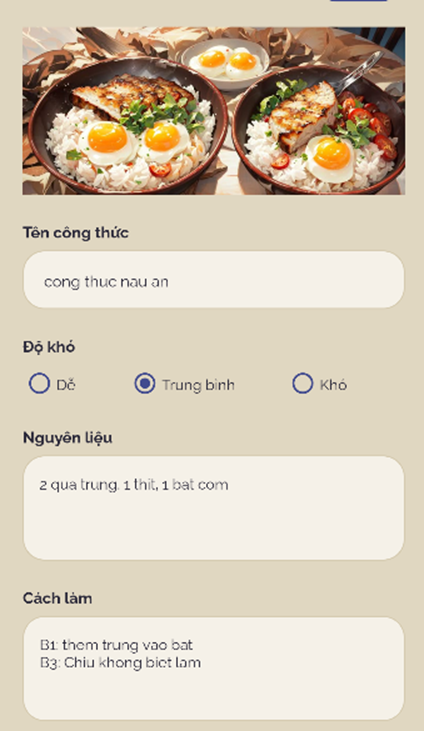 Tên công thức
cong thuc nau an
Độ khó
Dễ
Trung bình
Khó
Nguyên liệu
2 qua trung. 1 thit, 1 bat com
Cách làm
B1: them trung vao bat
B3: Chiu khong biet lam